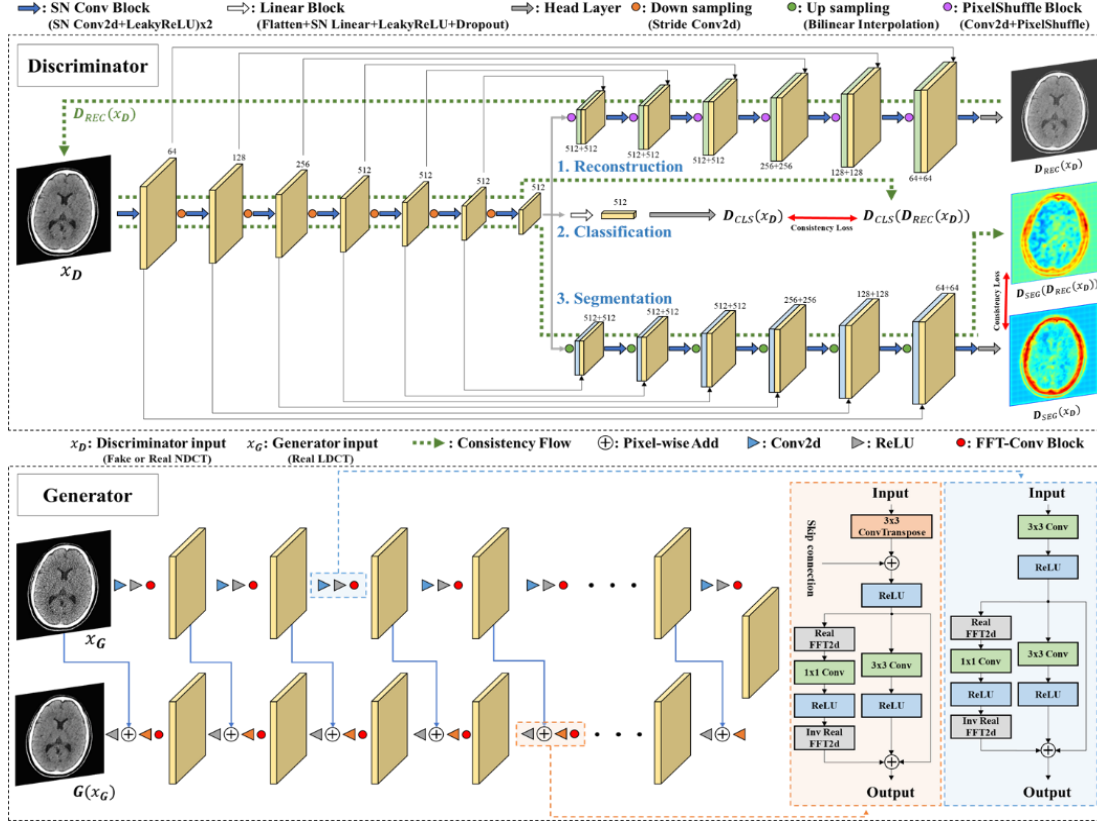 : SN Conv Block
(SN Conv2d+LeakyReLU)x2
: Linear Block
(Flatten+SN Linear+LeakyReLU+Dropout)
: Head Layer
: Down sampling
(Stride Conv2d)
: Up sampling
(Bilinear Interpolation)
: PixelShuffle Block
(Conv2d+PixelShuffle)
Discriminator
D_REC(x_D)
64
128
256
512
512
512
512
x_D
512+512
512+512
512+512
256+256
128+128
64+64
D_REC(x_D)
1. Reconstruction
512
D_CLS(x_D)
D_CLS(D_REC(x_D))
Consistency Loss
2. Classification
3. Segmentation
512+512
512+512
512+512
256+256
128+128
64+64
D_SEG(D_REC(x_D))
Consistency Loss
D_SEG(x_D)
x_D: Discriminator input
(Fake or Real NDCT)
x_G: Generator input
(Real LDCT)
: Consistency Flow
: Pixel-wise Add
: Conv2d
: ReLU
: FFT-Conv Block
Generator
x_G
G(x_G)
Input
3x3
ConvTranspose
Skip connection
ReLU
Real
FFT2d
1x1 Conv
3x3 Conv
ReLU
ReLU
Inv Real
FFT2d
Output
Input
3x3 Conv
ReLU
Real
FFT2d
1x1 Conv
3x3 Conv
ReLU
ReLU
Inv Real
FFT2d
Output